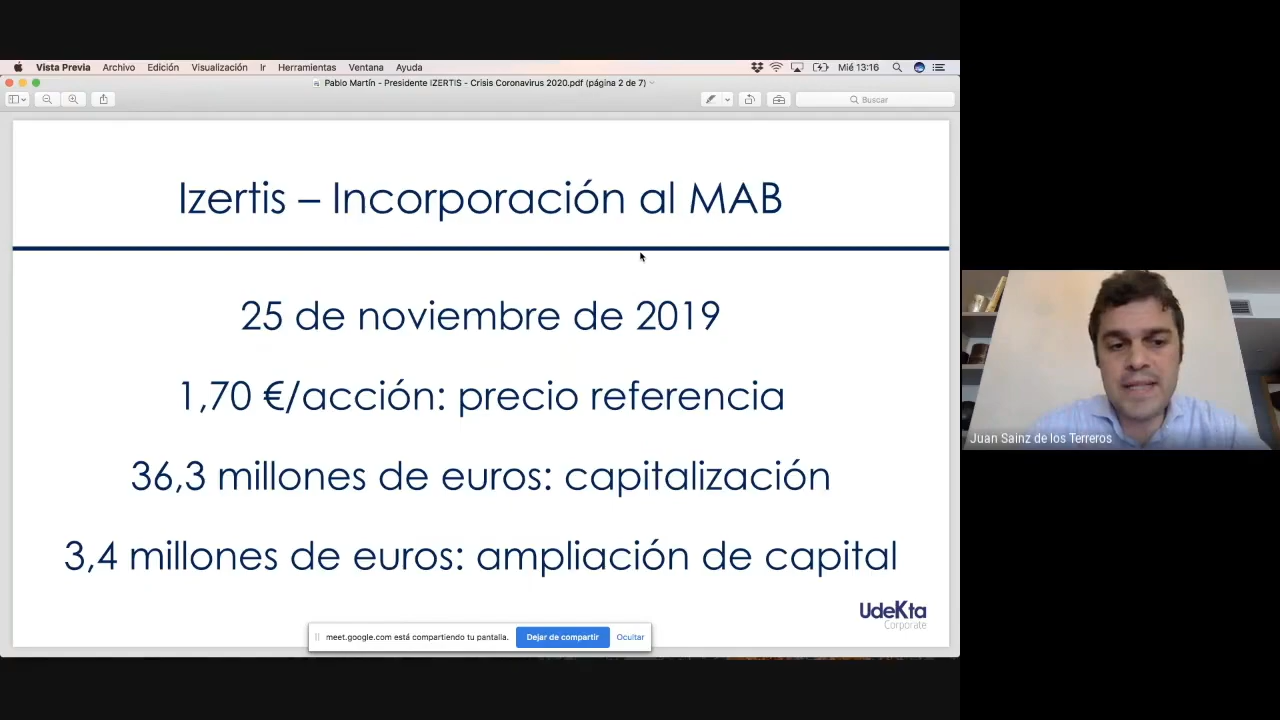 Vista Previa Archivo Edición Visualización Ir Herramientas Ventana Ayuda Mié 13:16
Pablo Martín - Presidente IZERTIS - Crisis Coronavirus 2020.pdf (página 2 de 7)
Buscar
Izertis – Incorporación al MAB
25 de noviembre de 2019
1,70 €/acción: precio referencia
36,3 millones de euros: capitalización
3,4 millones de euros: ampliación de capital
UdeKta
Corporate
meet.google.com está compartiendo tu pantalla. Dejar de compartir Ocultar
Juan Sainz de los Terreros